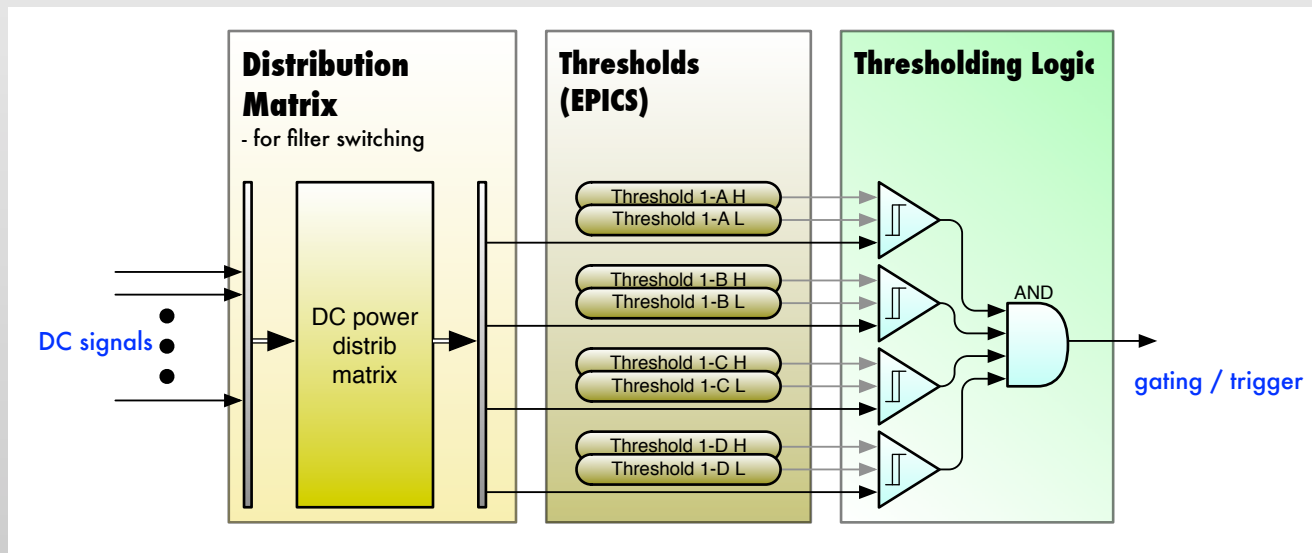 Distribution
Matrix
- for filter switching
Thresholds
(EPICS)
Thresholding Logic
DC signals
DC power
distrib
matrix
Threshold 1-A H
Threshold 1-A L
Threshold 1-B H
Threshold 1-B L
Threshold 1-C H
Threshold 1-C L
Threshold 1-D H
Threshold 1-D L
AND
gating / trigger